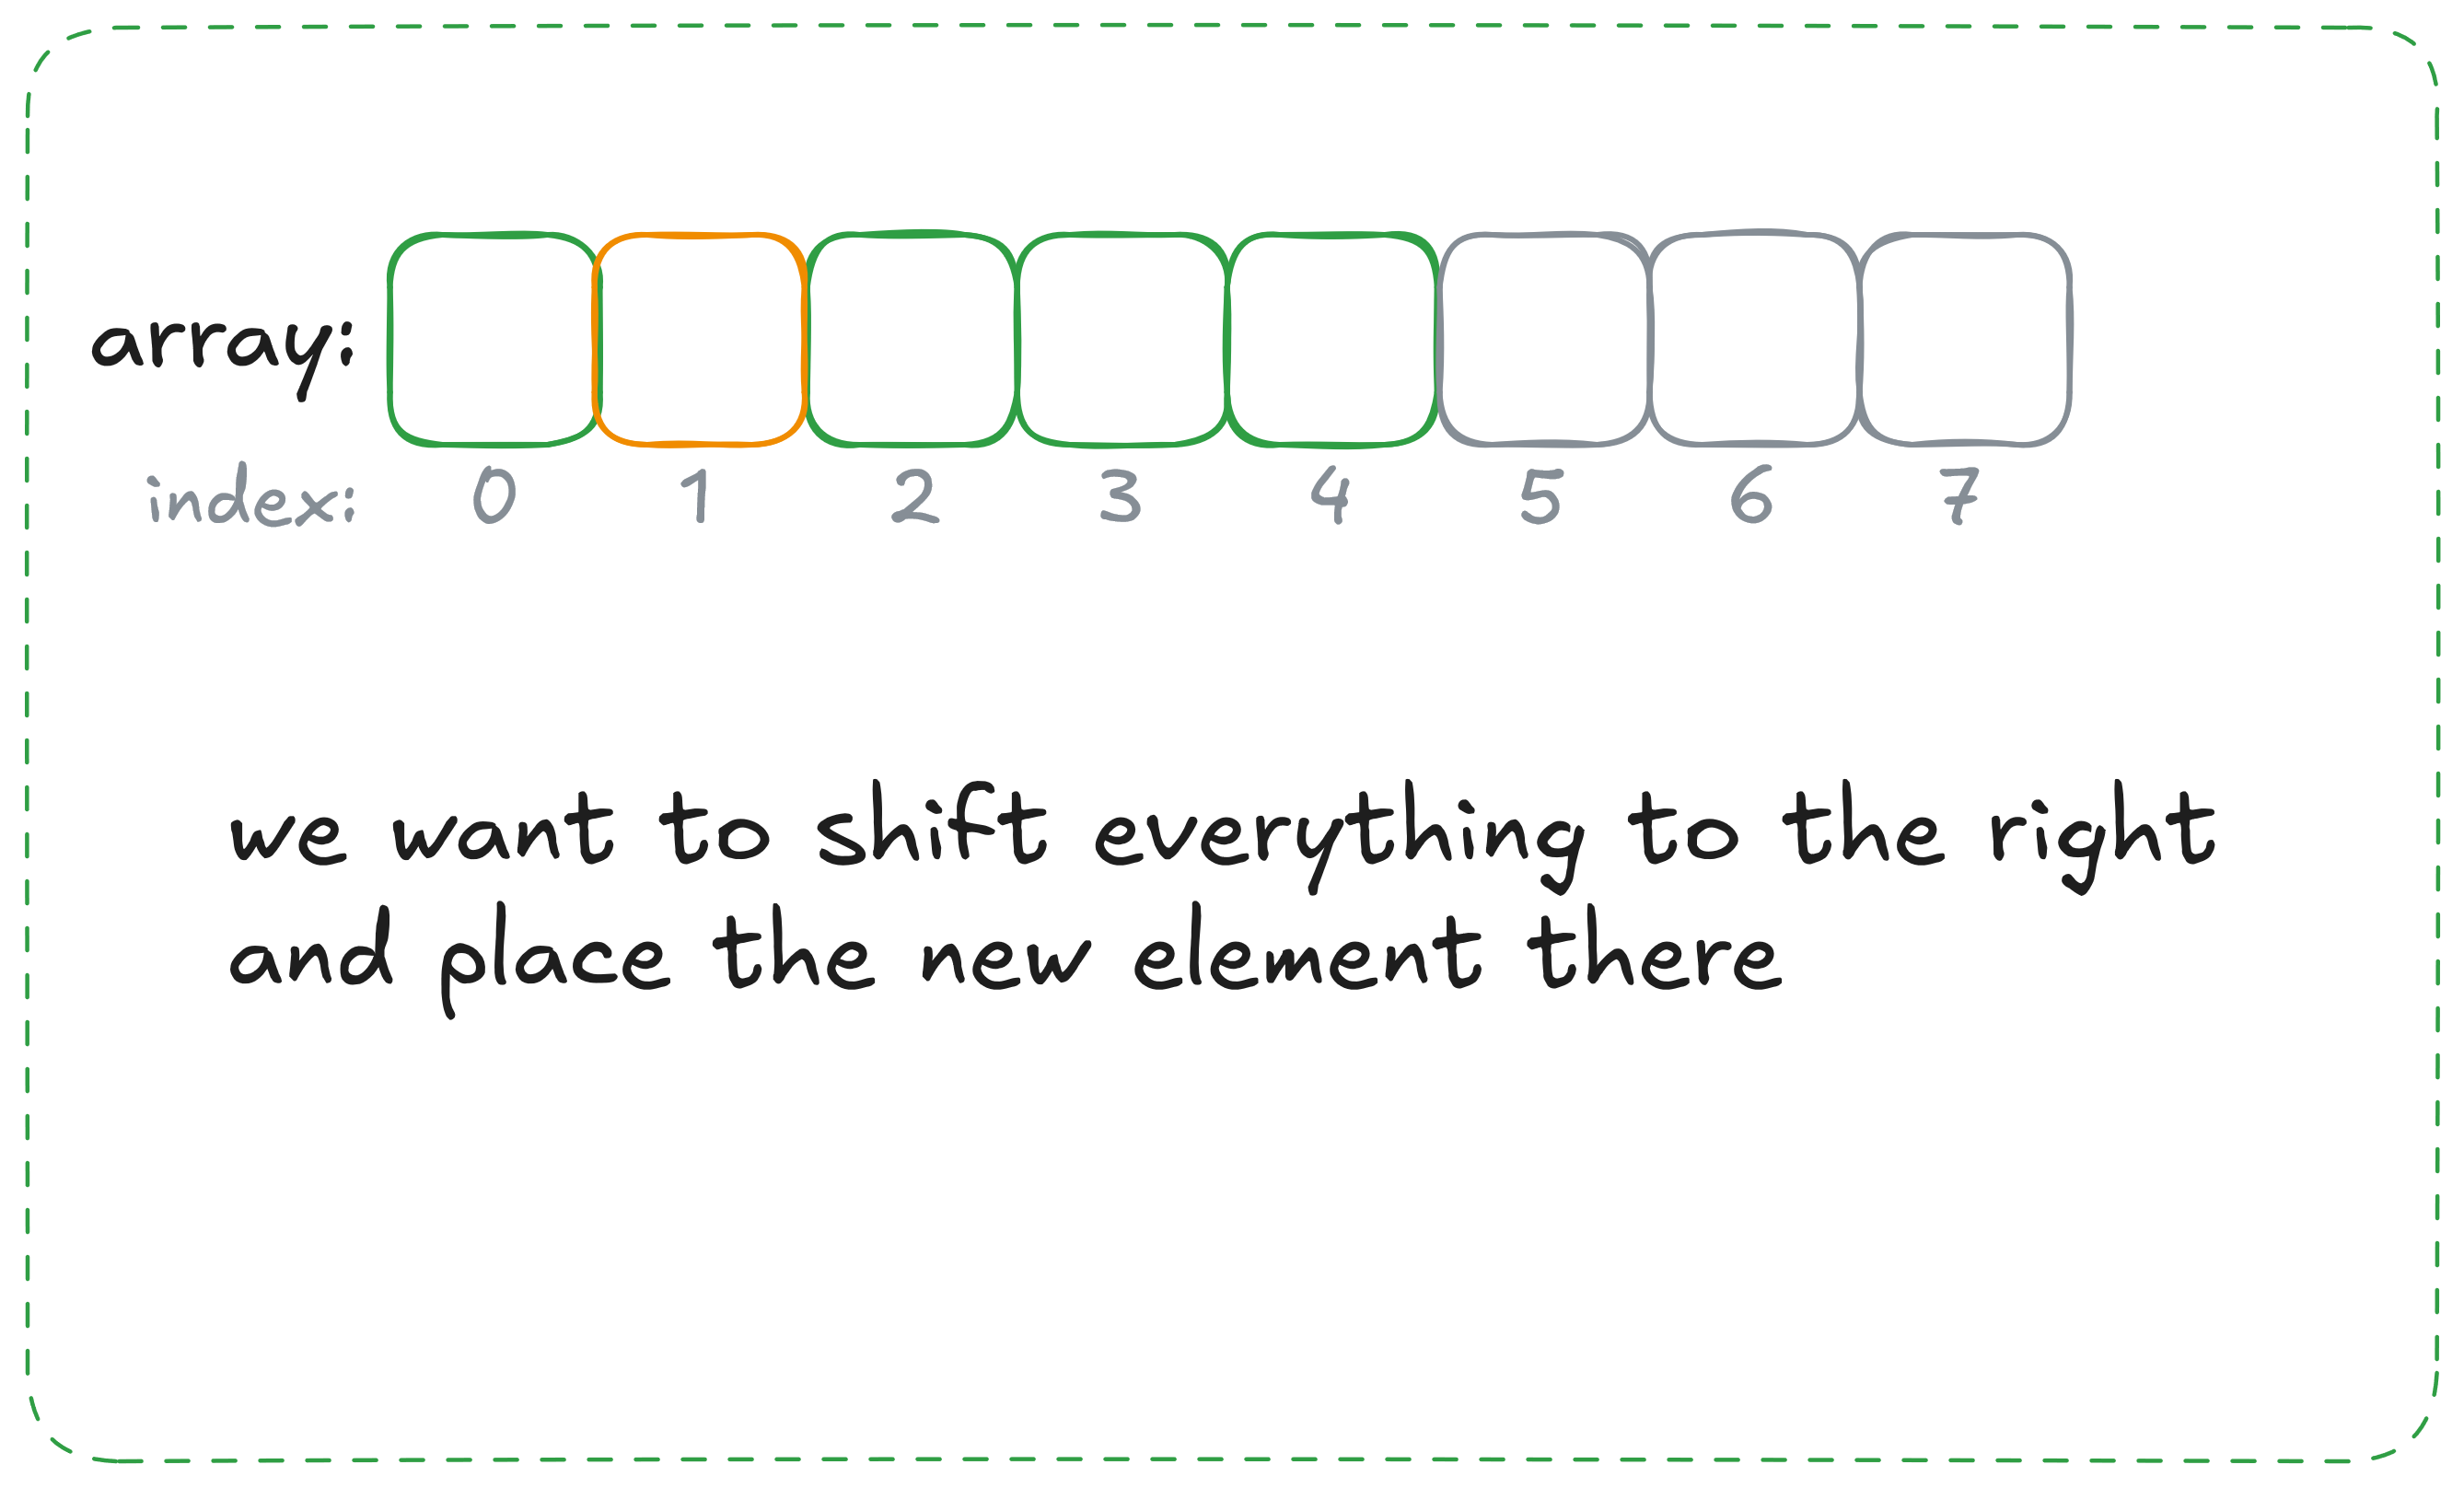 array:
index: 0 1 2 3 4 5 6 7
we want to shift everything to the right
and place the new element there